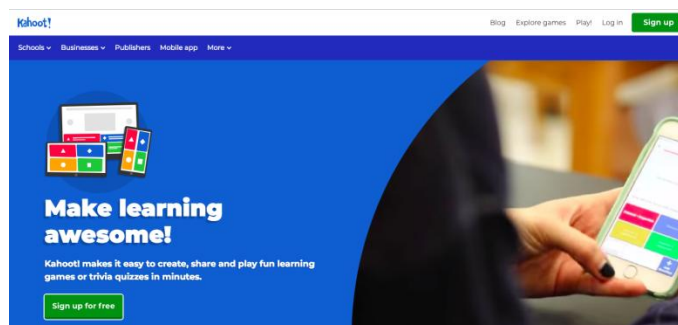 Kahoot!
Blog Explore games Play! Log in Sign up
Schools Businesses Publishers Mobile app More
Make learning
awesome!
Kahoot! makes it easy to create, share and play fun learning
games or trivia quizzes in minutes.
Sign up for free